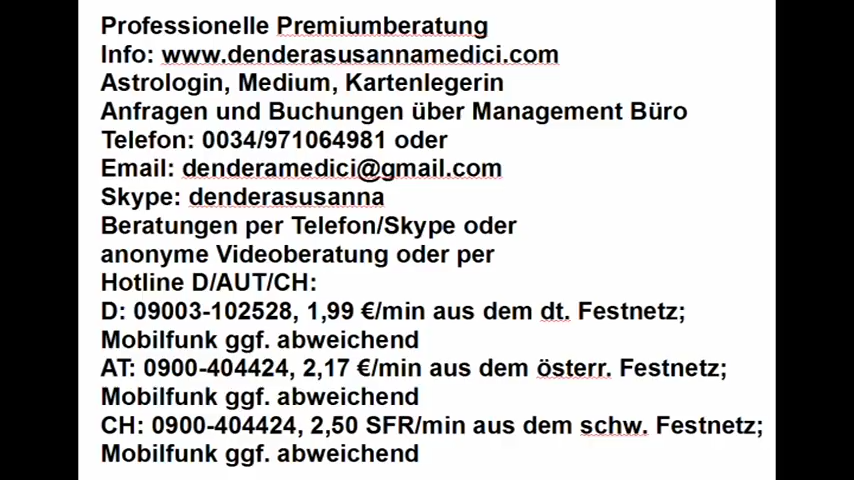 Professionelle Premiumberatung
Info: www.denderasusannamedici.com
Astrologin, Medium, Kartenlegerin
Anfragen und Buchungen über Management Büro
Telefon: 0034/971064981 oder
Email: denderamedici@gmail.com
Skype: denderasusanna
Beratungen per Telefon/Skype oder
anonyme Videoberatung oder per
Hotline D/AUT/CH:
D: 09003-102528, 1,99 €/min aus dem dt. Festnetz;
Mobilfunk ggf. abweichend
AT: 0900-404424, 2,17 €/min aus dem österr. Festnetz;
Mobilfunk ggf. abweichend
CH: 0900-404424, 2,50 SFR/min aus dem schw. Festnetz;
Mobilfunk ggf. abweichend